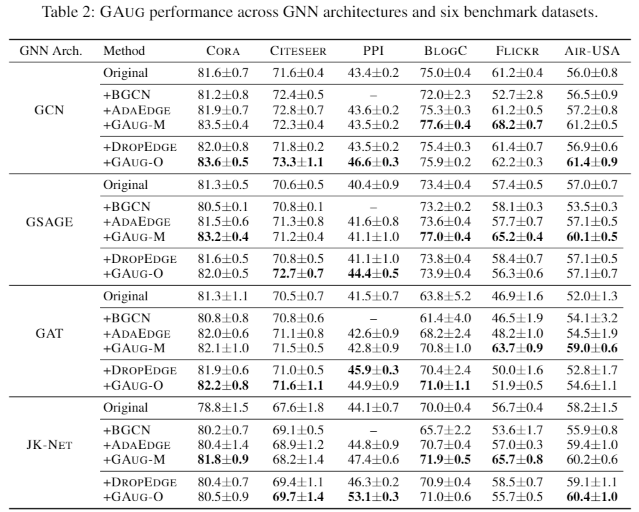 Table 2: GAUG performance across GNN architectures and six benchmark datasets.
GNN Arch. Method CORA CITESEER PPI BLOGC FLICKR AIR-USA
Original 81.6±0.7 71.6±0.4 43.4±0.2 75.0±0.4 61.2±0.4 56.0±0.8
+BGCN 81.2±0.8 72.4±0.5 – 72.0±2.3 52.7±2.8 56.5±0.9
GCN +ADAEDGE 81.9±0.7 72.8±0.7 43.6±0.2 75.3±0.3 61.2±0.5 57.2±0.8
+GAUG-M 83.5±0.4 72.3±0.4 43.5±0.2 77.6±0.4 68.2±0.7 61.2±0.5
+DROPEDGE 82.0±0.8 71.8±0.2 43.5±0.2 75.4±0.3 61.4±0.7 56.9±0.6
+GAUG-O 83.6±0.5 73.3±1.1 46.6±0.3 75.9±0.2 62.2±0.3 61.4±0.9
Original 81.3±0.5 70.6±0.5 40.4±0.9 73.4±0.4 57.4±0.5 57.0±0.7
+BGCN 80.5±0.1 70.8±0.1 – 73.2±0.2 58.1±0.3 53.5±0.3
GSAGE +ADAEDGE 81.5±0.6 71.3±0.8 41.6±0.8 73.6±0.4 57.7±0.7 57.1±0.5
+GAUG-M 83.2±0.4 71.2±0.4 41.1±1.0 77.0±0.4 65.2±0.4 60.1±0.5
+DROPEDGE 81.6±0.5 70.8±0.5 41.1±1.0 73.8±0.4 58.4±0.7 57.1±0.5
+GAUG-O 82.0±0.5 72.7±0.7 44.4±0.5 73.9±0.4 56.3±0.6 57.1±0.7
Original 81.3±1.1 70.5±0.7 41.5±0.7 63.8±5.2 46.9±1.6 52.0±1.3
+BGCN 80.8±0.8 70.8±0.6 – 61.4±4.0 46.5±1.9 54.1±3.2
GAT +ADAEDGE 82.0±0.6 71.1±0.8 42.6±0.9 68.2±2.4 48.2±1.0 54.5±1.9
+GAUG-M 82.1±1.0 71.5±0.5 42.8±0.9 70.8±1.0 63.7±0.9 59.0±0.6
+DROPEDGE 81.9±0.6 71.0±0.5 45.9±0.3 70.4±2.4 50.0±1.6 52.8±1.7
+GAUG-O 82.2±0.8 71.6±1.1 44.9±0.9 71.0±1.1 51.9±0.5 54.6±1.1
Original 78.8±1.5 67.6±1.8 44.1±0.7 70.0±0.4 56.7±0.4 58.2±1.5
+BGCN 80.2±0.7 69.1±0.5 – 65.7±2.2 53.6±1.7 55.9±0.8
JK-NET +ADAEDGE 80.4±1.4 68.9±1.2 44.8±0.9 70.7±0.4 57.0±0.3 59.4±1.0
+GAUG-M 81.8±0.9 68.2±1.4 47.4±0.6 71.9±0.5 65.7±0.8 60.2±0.6
+DROPEDGE 80.4±0.7 69.4±1.1 46.3±0.2 70.9±0.4 58.5±0.7 59.1±1.1
+GAUG-O 80.5±0.9 69.7±1.4 53.1±0.3 71.0±0.6 55.7±0.5 60.4±1.0